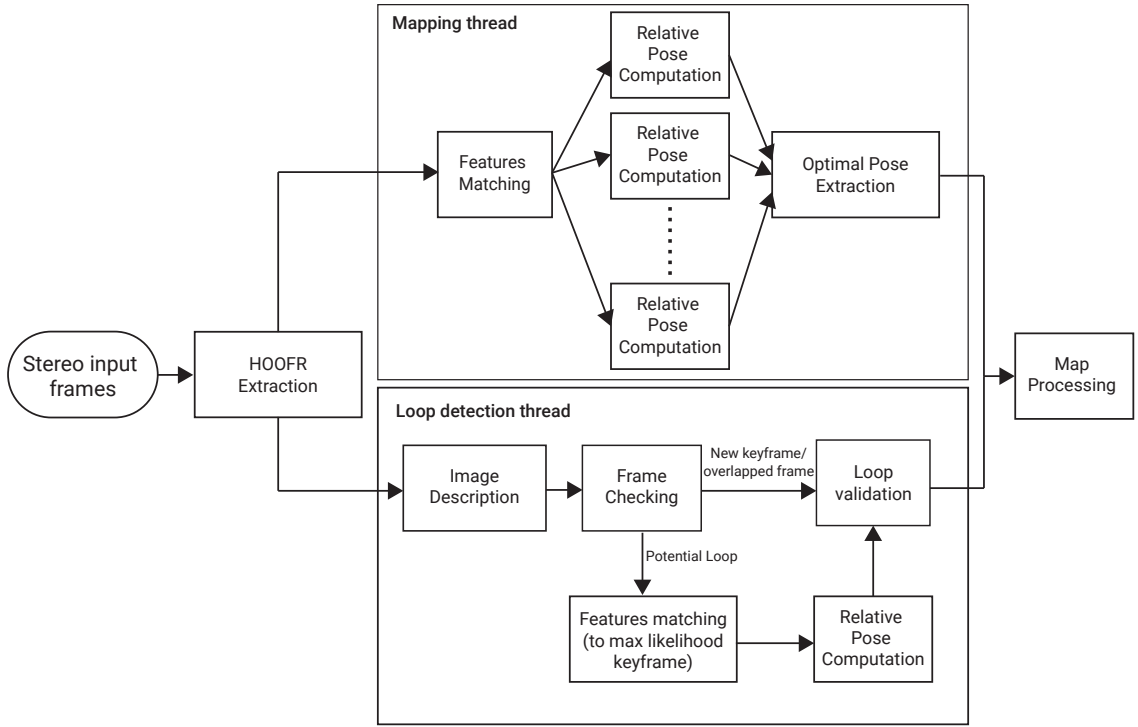 Mapping thread
Relative
Pose
Computation
Relative
Pose
Computation
Features
Matching
Optimal Pose
Extraction
Relative
Pose
Computation
Stereo input
frames
HOOFR
Extraction
Map
Processing
Loop detection thread
Image
Description
Frame
Checking
New keyframe/
overlapped frame
Loop
validation
Potential Loop
Features matching
(to max likelihood
keyframe)
Relative
Pose
Computation